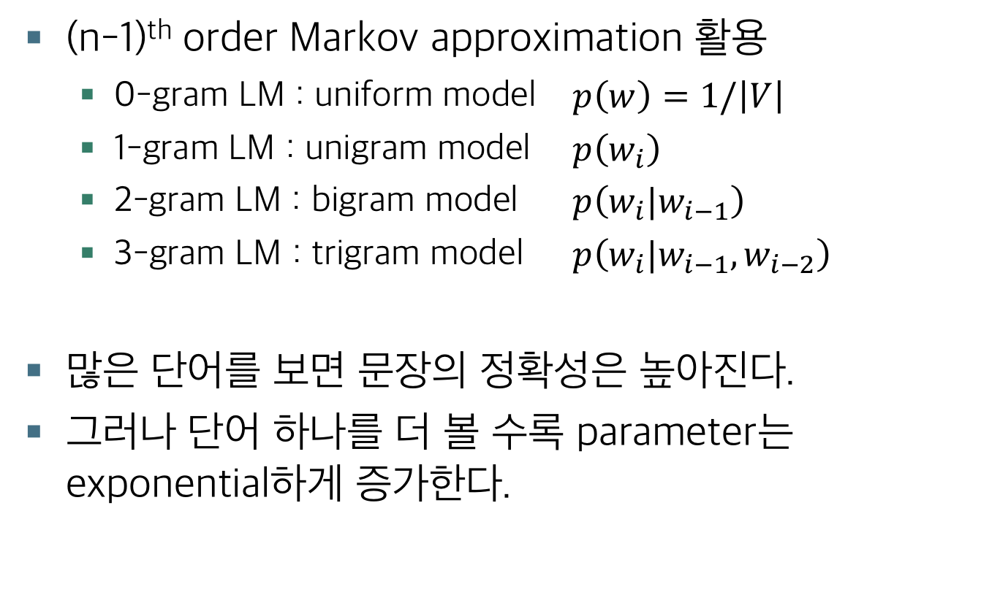 ▪ (n-1)th order Markov approximation 활용
▪ 0-gram LM : uniform model p(w) = 1/|V|
▪ 1-gram LM : unigram model p(w_i)
▪ 2-gram LM : bigram model p(w_i|w_{i-1})
▪ 3-gram LM : trigram model p(w_i|w_{i-1}, w_{i-2})
▪ 많은 단어를 보면 문장의 정확성은 높아진다.
▪ 그러나 단어 하나를 더 볼 수록 parameter는
exponential하게 증가한다.